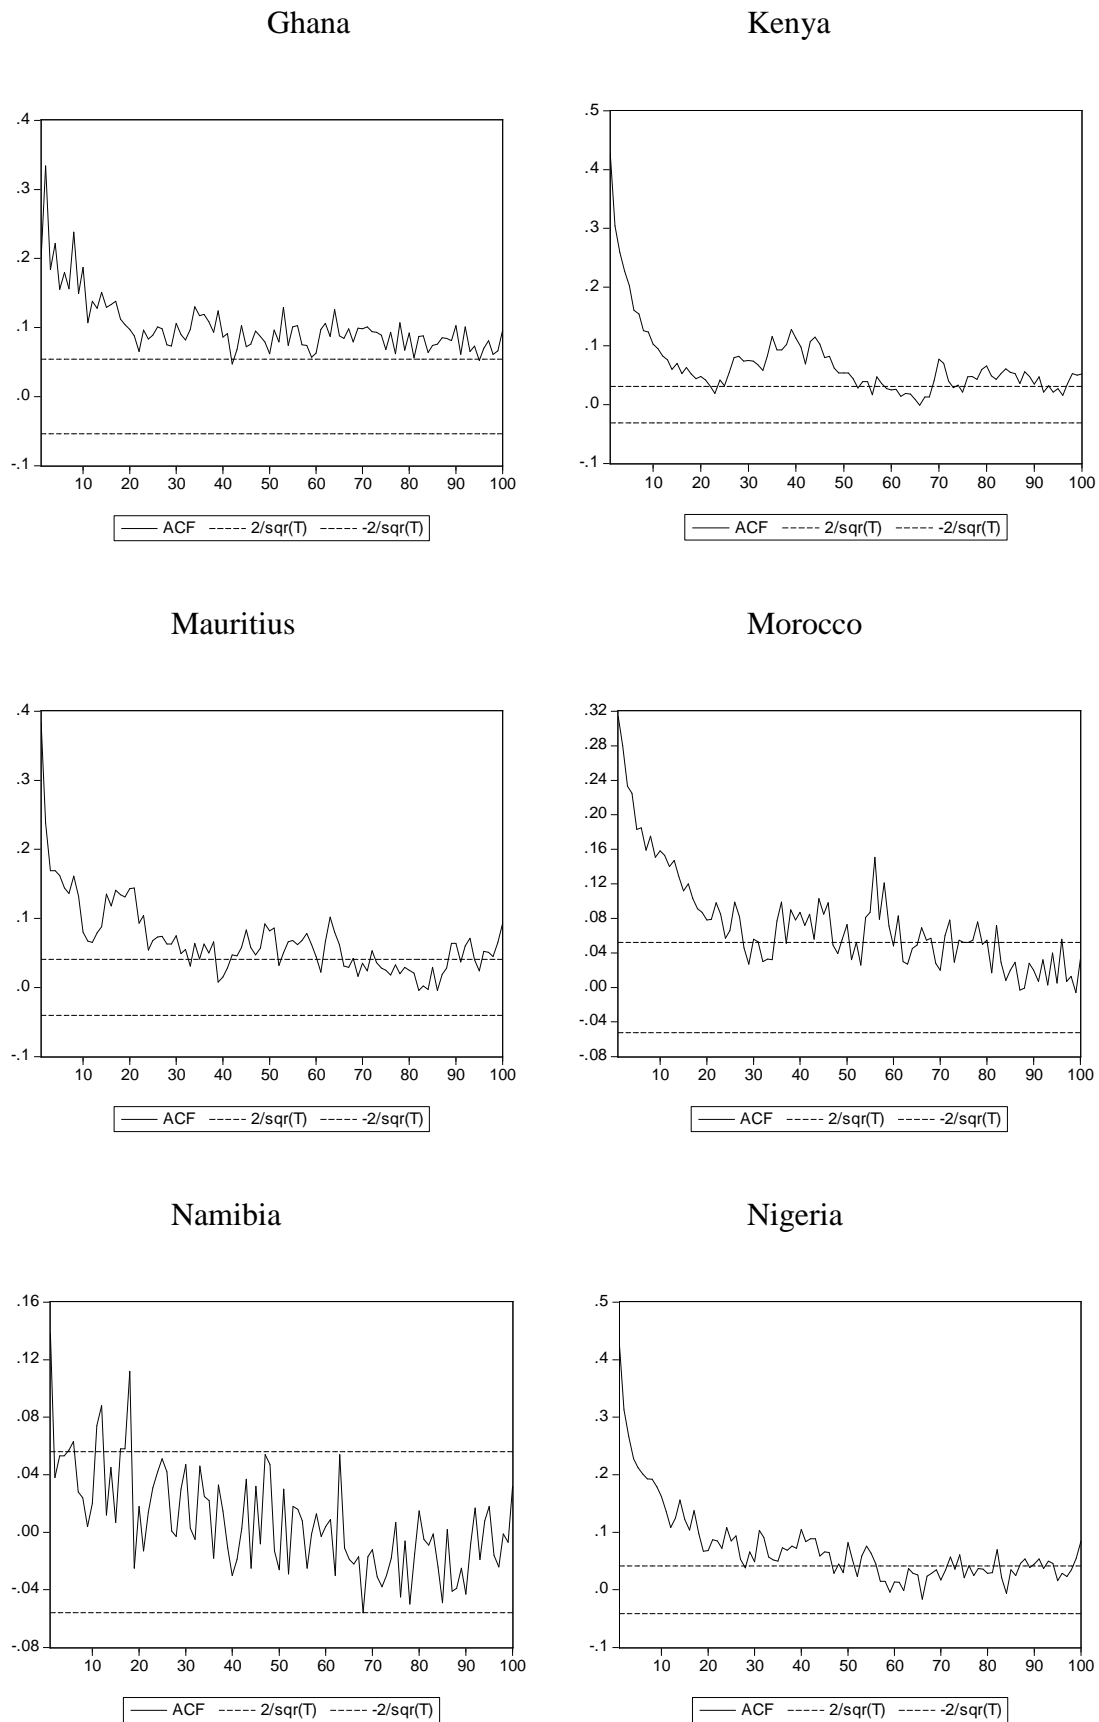 Ghana
Kenya
.4
.3
.2
.1
.0
-.1
10 20 30 40 50 60 70 80 90 100
ACF 2/sqr(T) -2/sqr(T)
.5
.4
.3
.2
.1
.0
-.1
10 20 30 40 50 60 70 80 90 100
ACF 2/sqr(T) -2/sqr(T)
Mauritius
Morocco
.4
.3
.2
.1
.0
-.1
10 20 30 40 50 60 70 80 90 100
ACF 2/sqr(T) -2/sqr(T)
.32
.28
.24
.20
.16
.12
.08
.04
.00
-.04
-.08
10 20 30 40 50 60 70 80 90 100
ACF 2/sqr(T) -2/sqr(T)
Namibia
Nigeria
.16
.12
.08
.04
.00
-.04
-.08
10 20 30 40 50 60 70 80 90 100
ACF 2/sqr(T) -2/sqr(T)
.5
.4
.3
.2
.1
.0
-.1
10 20 30 40 50 60 70 80 90 100
ACF 2/sqr(T) -2/sqr(T)